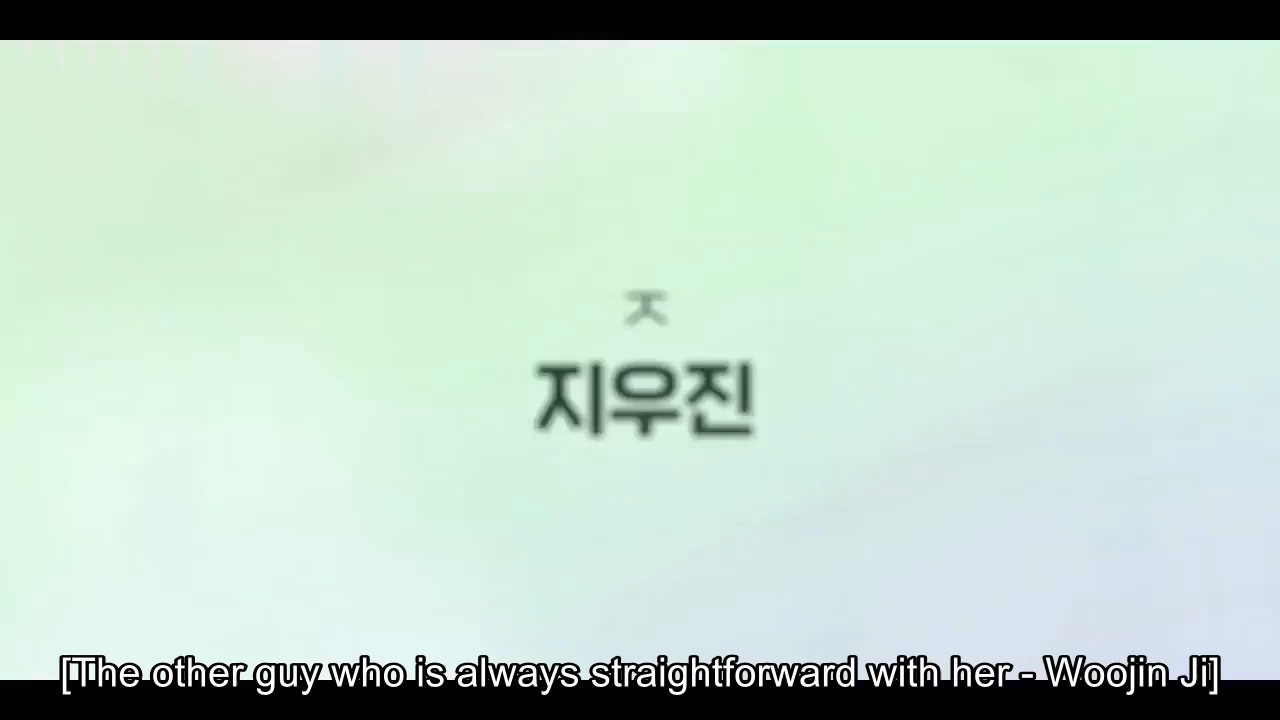 ㅈ
지우진
[The other guy who is always straightforward with her - Woojin Ji]